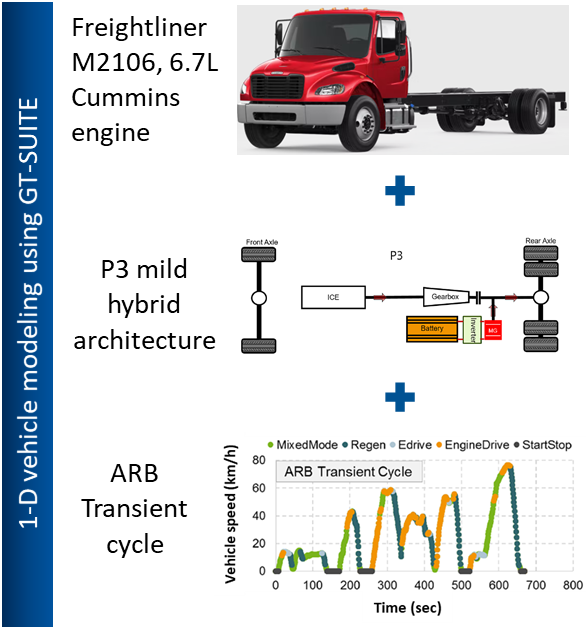 1-D vehicle modeling using GT-SUITE
Freightliner
M2106, 6.7L
Cummins
engine
P3 mild
hybrid
architecture
Front Axle
P3
Rear Axle
ICE
Gearbox
Battery
Inverter
MG
ARB
Transient
cycle
MixedMode Regen Edrive EngineDrive StartStop
ARB Transient Cycle
Vehicle speed (km/h)
80
60
40
20
0
0 100 200 300 400 500 600 700 800
Time (sec)